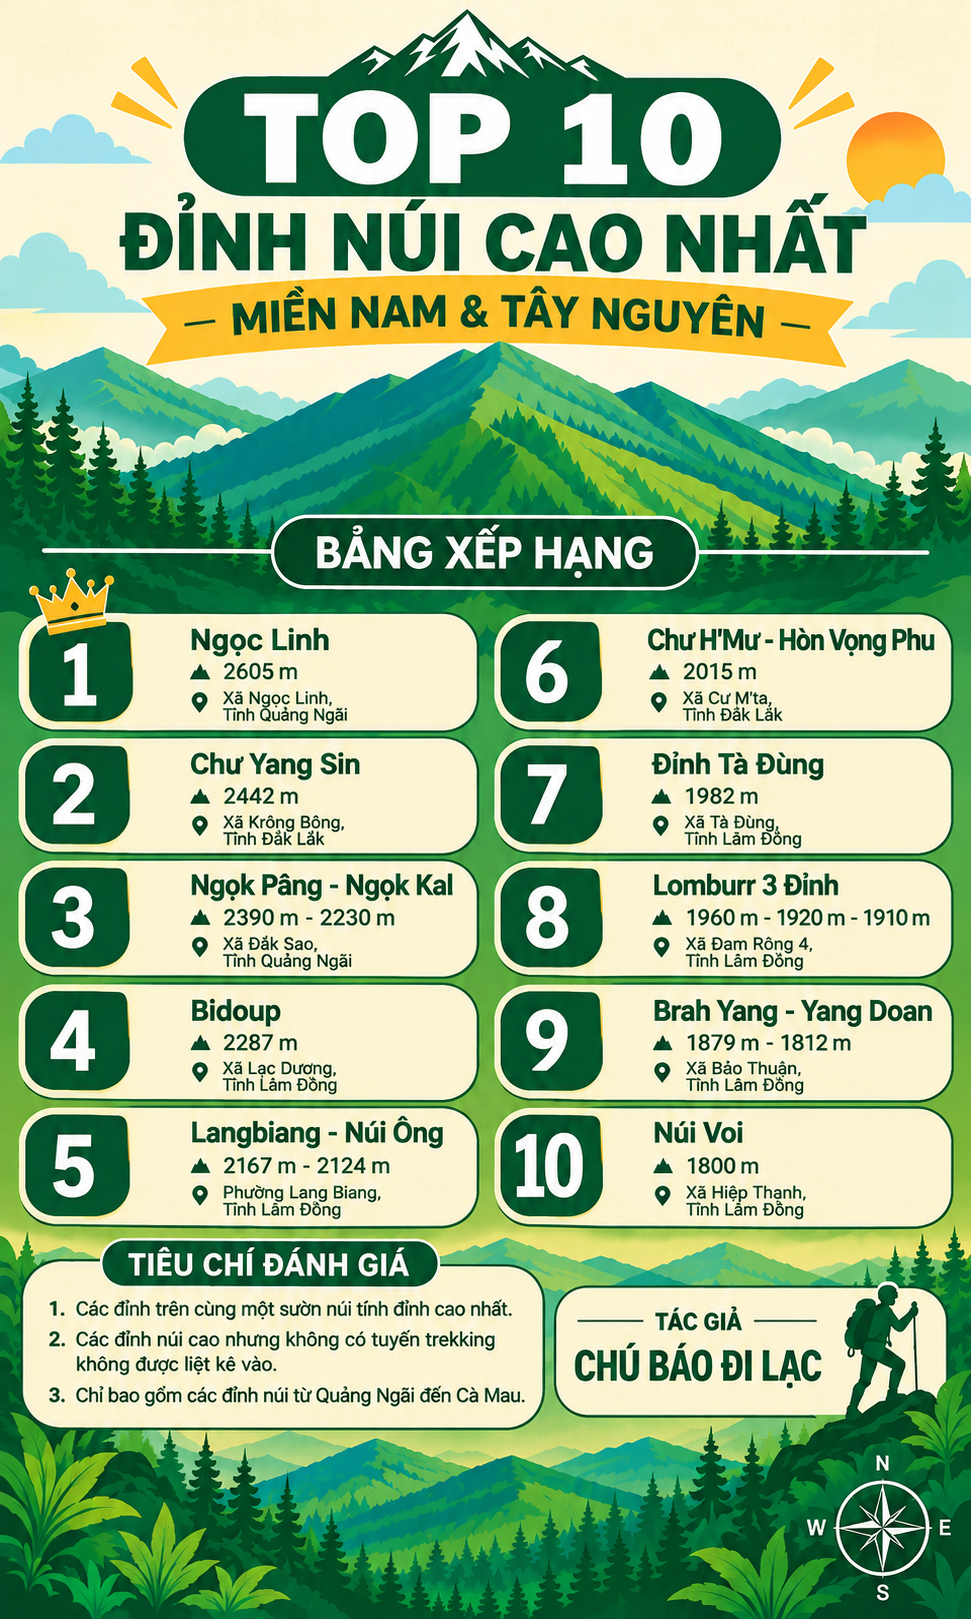 TOP 10
ĐỈNH NÚI CAO NHẤT
— MIỀN NAM & TÂY NGUYÊN —
BẢNG XẾP HẠNG
1
Ngọc Linh
2605 m
Xã Ngọc Linh,
Tỉnh Quảng Ngãi
2
Chư Yang Sin
2442 m
Xã Krông Bông,
Tỉnh Đắk Lắk
3
Ngọk Pâng - Ngọk Kal
2390 m - 2230 m
Xã Đắk Sao,
Tỉnh Quảng Ngãi
4
Bidoup
2287 m
Xã Lạc Dương,
Tỉnh Lâm Đồng
5
Langbiang - Núi Ông
2167 m - 2124 m
Phường Lang Biang,
Tỉnh Lâm Đồng
6
Chư H'Mư - Hòn Vọng Phu
2015 m
Xã Cư M'ta,
Tỉnh Đắk Lắk
7
Đỉnh Tà Đùng
1982 m
Xã Tà Đùng,
Tỉnh Lâm Đồng
8
Lomburr 3 Đỉnh
1960 m - 1920 m - 1910 m
Xã Đam Rông 4,
Tỉnh Lâm Đồng
9
Brah Yang - Yang Doan
1879 m - 1812 m
Xã Bảo Thuận,
Tỉnh Lâm Đồng
10
Núi Voi
1800 m
Xã Hiệp Thạnh,
Tỉnh Lâm Đồng
TIÊU CHÍ ĐÁNH GIÁ
1. Các đỉnh trên cùng một sườn núi tính đỉnh cao nhất.
2. Các đỉnh núi cao nhưng không có tuyến trekking
không được liệt kê vào.
3. Chỉ bao gồm các đỉnh núi từ Quảng Ngãi đến Cà Mau.
TÁC GIẢ
CHÚ BÁO ĐI LẠC
N
W E
S